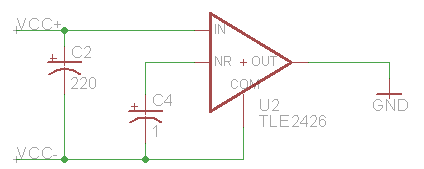 VCC+
+ C2
220
IN
NR + OUT
COM
+ C4
1
U2
TLE2426
GND
VCC-